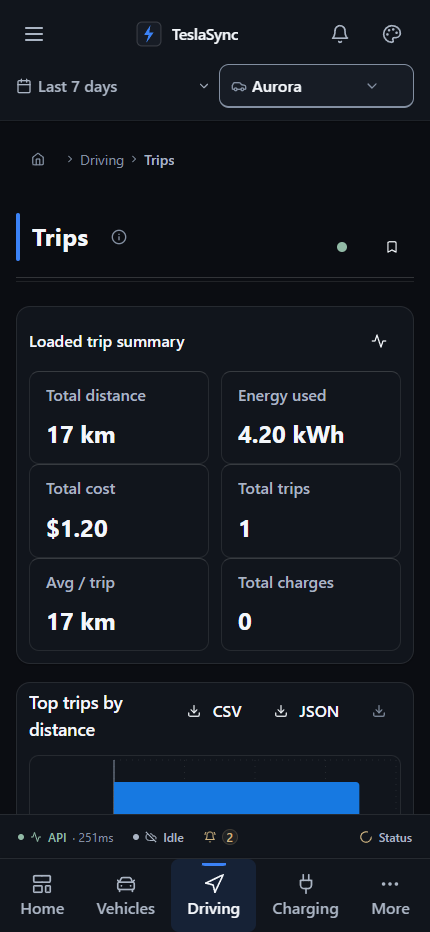 TeslaSync
Last 7 days
Aurora
Driving
Trips
Trips
Loaded trip summary
Total distance
17 km
Energy used
4.20 kWh
Total cost
$1.20
Total trips
1
Avg / trip
17 km
Total charges
0
Top trips by
distance
CSV
JSON
API · 251ms
Idle
2
Status
Home
Vehicles
Driving
Charging
More